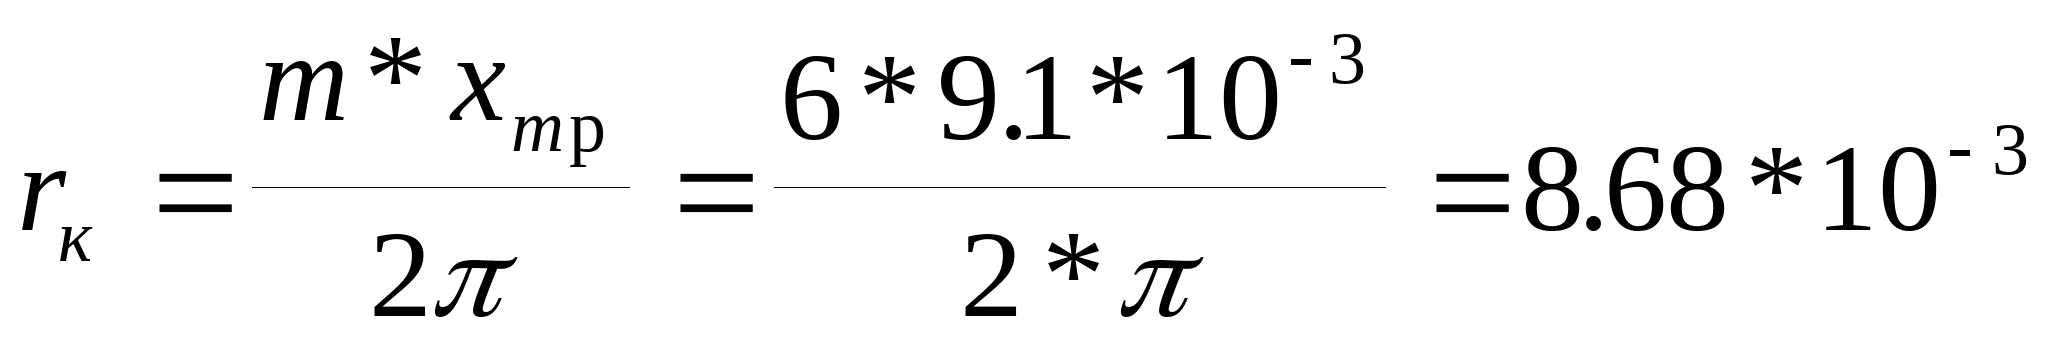 r_к = (m * x_тр) / (2π) = (6 * 9.1 * 10^{-3}) / (2 * π) = 8.68 * 10^{-3}